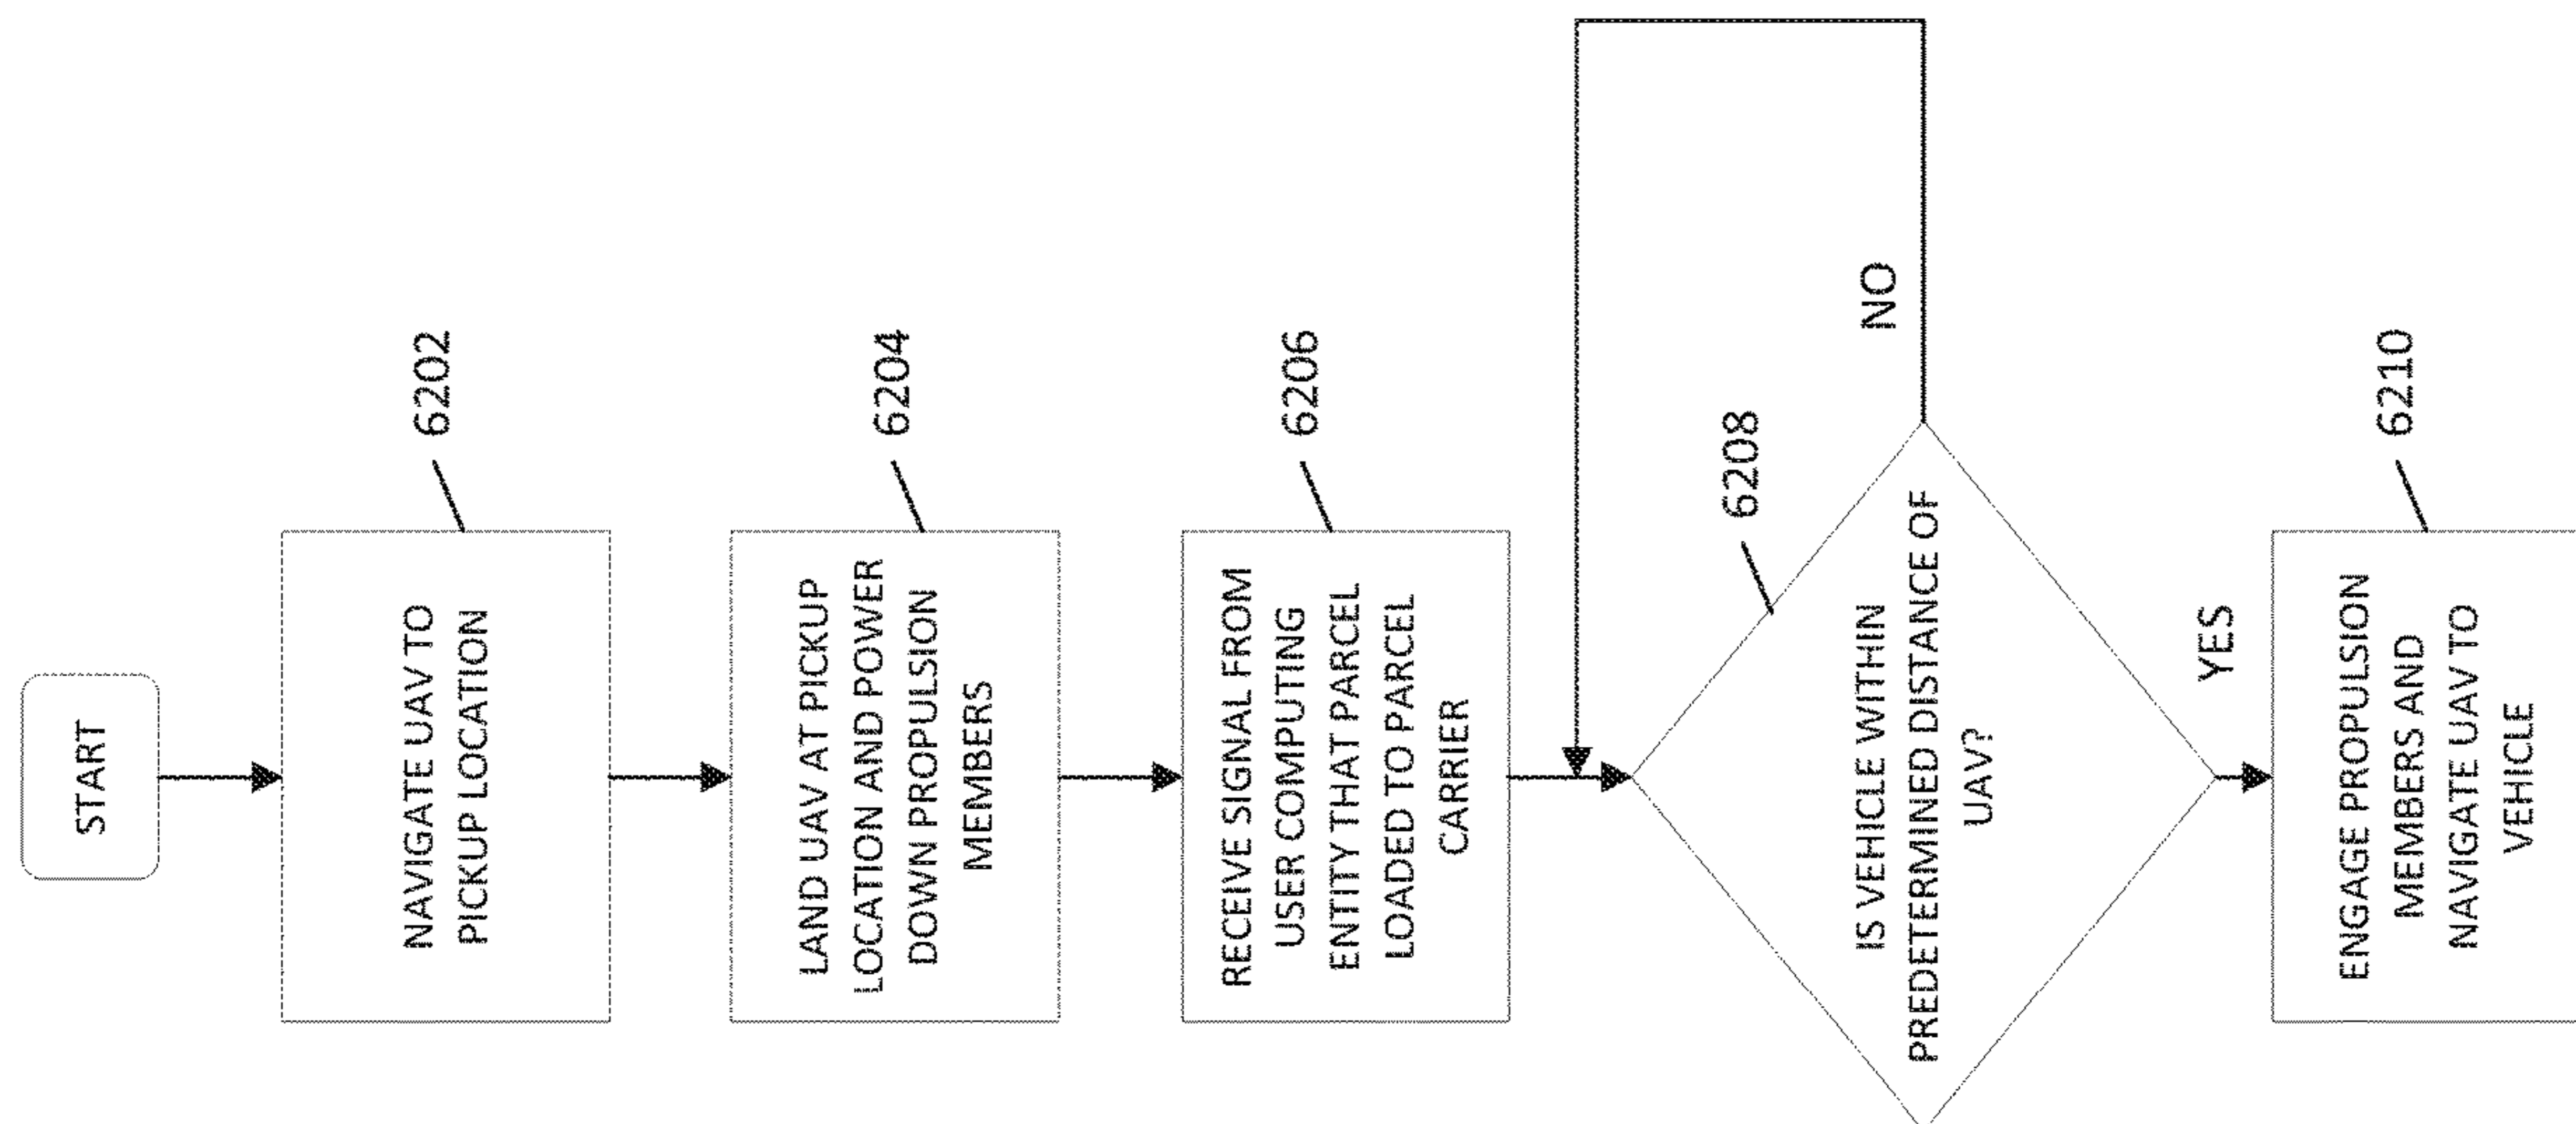 START
NAVIGATE UAV TO
PICKUP LOCATION
6202
LAND UAV AT PICKUP
LOCATION AND POWER
DOWN PROPULSION
MEMBERS
6204
RECEIVE SIGNAL FROM
USER COMPUTING
ENTITY THAT PARCEL
LOADED TO PARCEL
CARRIER
6206
IS VEHICLE WITHIN
PREDETERMINED DISTANCE OF
UAV?
6208
NO
YES
ENGAGE PROPULSION
MEMBERS AND
NAVIGATE UAV TO
VEHICLE
6210